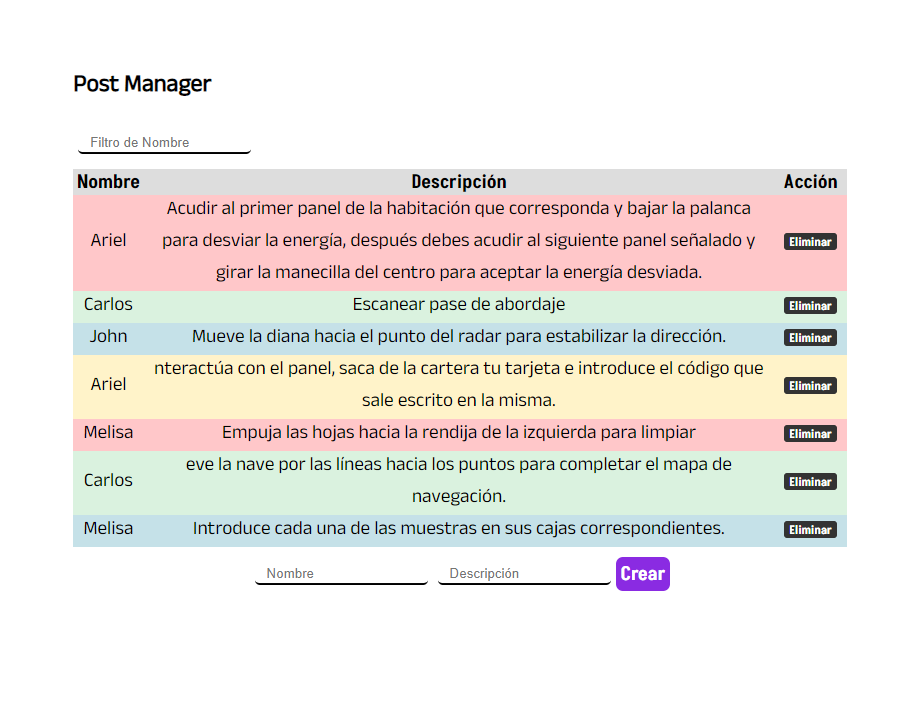 Post Manager
Filtro de Nombre
Nombre Descripción Acción
Acudir al primer panel de la habitación que corresponda y bajar la palanca
Ariel para desviar la energía, después debes acudir al siguiente panel señalado y Eliminar
girar la manecilla del centro para aceptar la energía desviada.
Carlos Escanear pase de abordaje Eliminar
John Mueve la diana hacia el punto del radar para estabilizar la dirección. Eliminar
nteractúa con el panel, saca de la cartera tu tarjeta e introduce el código que
Ariel Eliminar
sale escrito en la misma.
Melisa Empuja las hojas hacia la rendija de la izquierda para limpiar Eliminar
eve la nave por las líneas hacia los puntos para completar el mapa de
Carlos Eliminar
navegación.
Melisa Introduce cada una de las muestras en sus cajas correspondientes. Eliminar
Nombre Descripción Crear